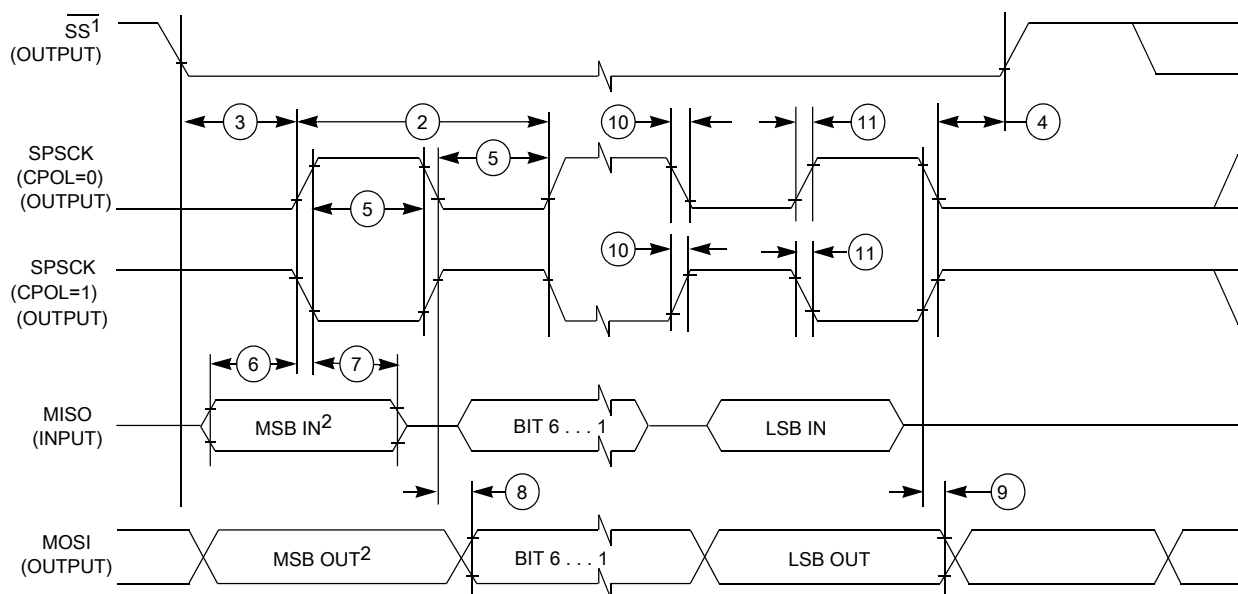 SS1
(OUTPUT)
3
2
10
11
4
SPSCK
(CPOL=0)
(OUTPUT)
5
5
SPSCK
(CPOL=1)
(OUTPUT)
10
11
6
7
MISO
(INPUT)
MSB IN2
BIT 6 . . . 1
LSB IN
8
9
MOSI
(OUTPUT)
MSB OUT2
BIT 6 . . . 1
LSB OUT